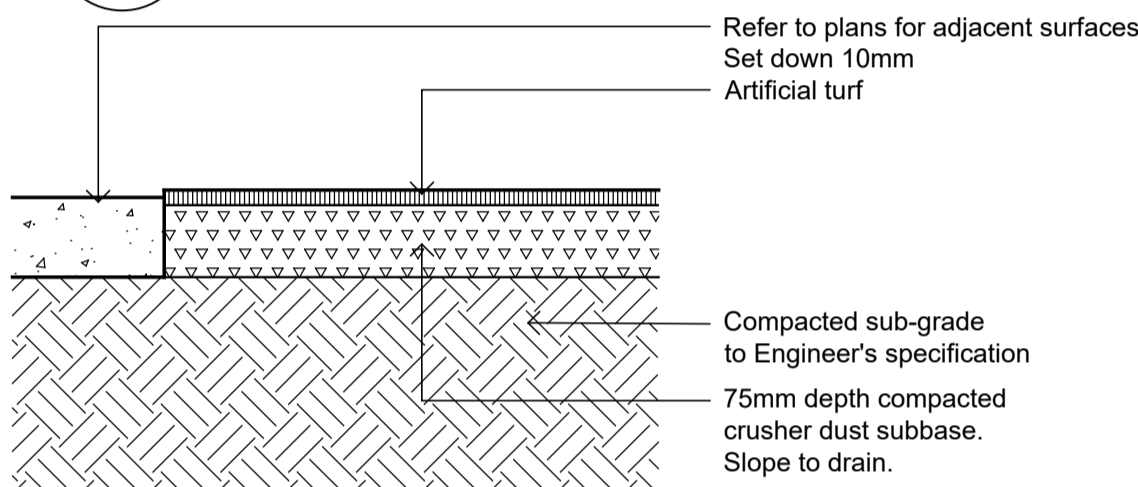 Refer to plans for adjacent surfaces
Set down 10mm
Artificial turf
Compacted sub-grade
to Engineer's specification
75mm depth compacted
crusher dust subbase.
Slope to drain.